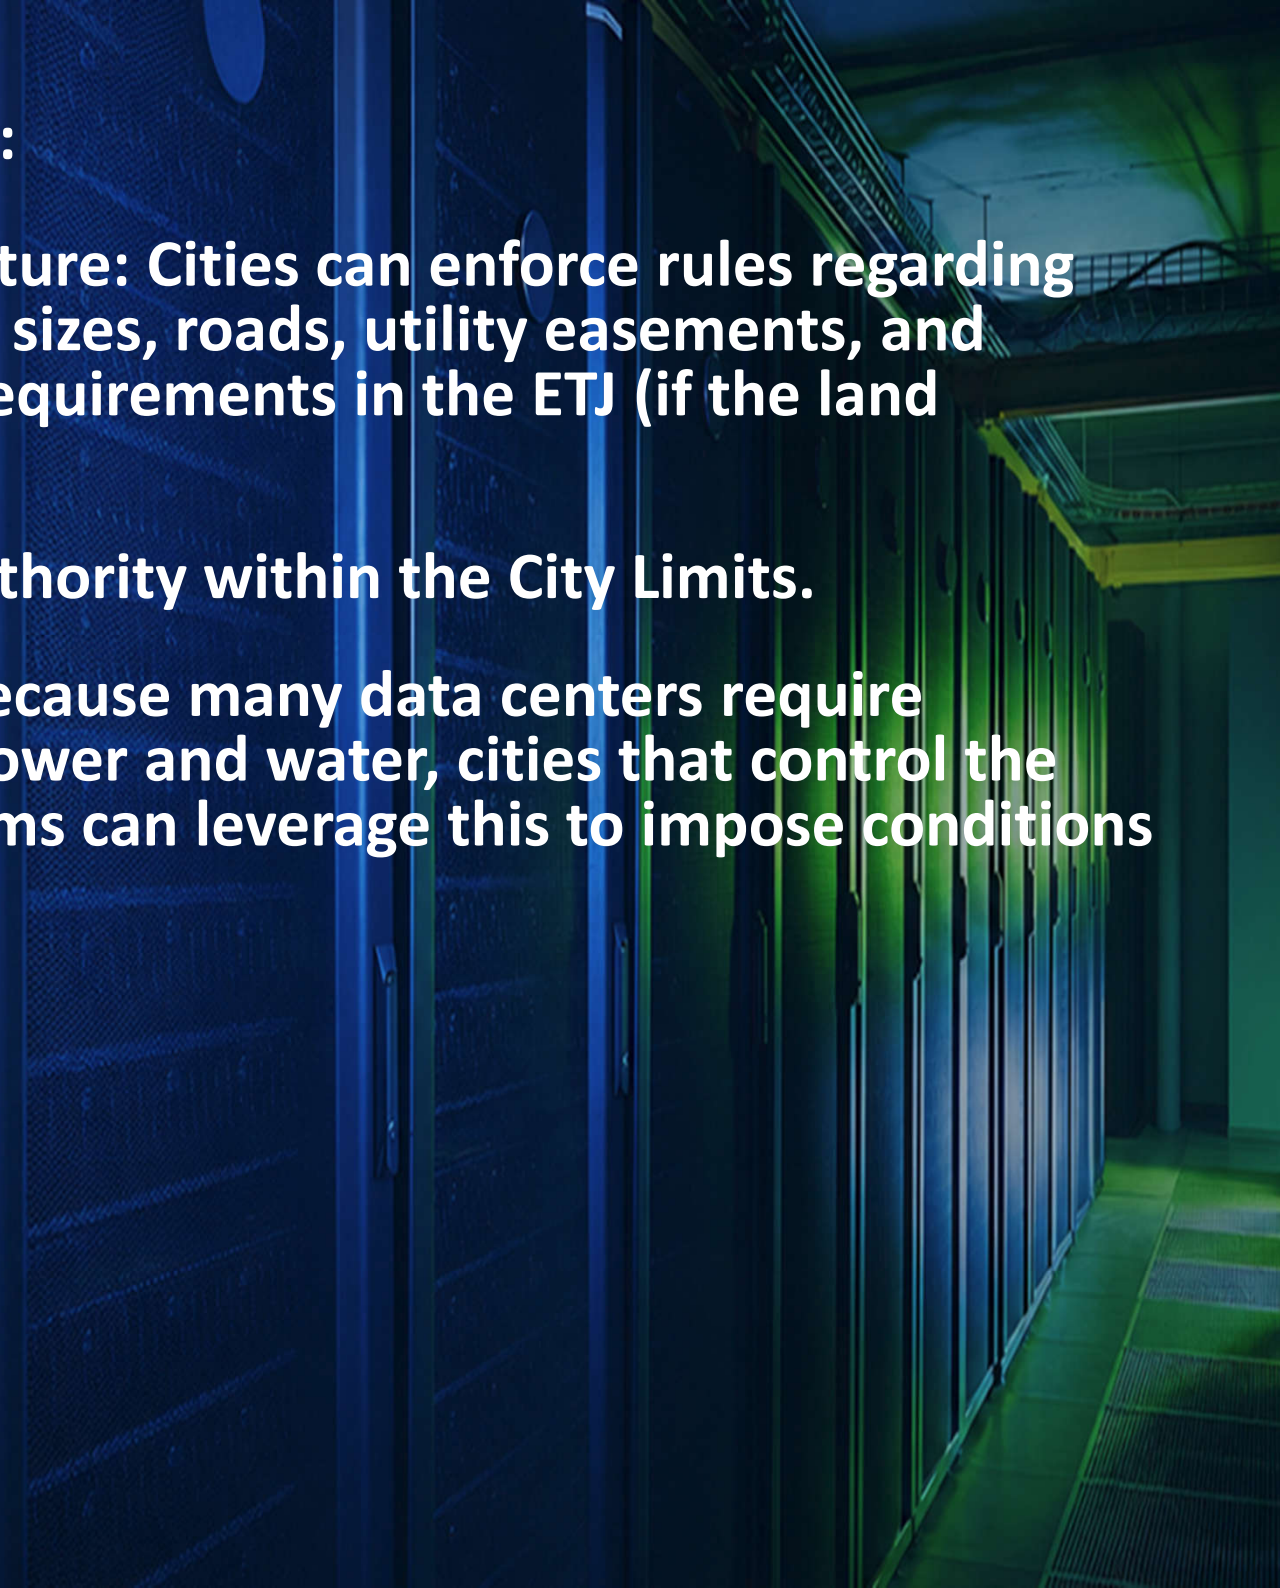 :
ture: Cities can enforce rules regarding
sizes, roads, utility easements, and
equirements in the ETJ (if the land
thority within the City Limits.
ecause many data centers require
ower and water, cities that control the
ms can leverage this to impose conditions